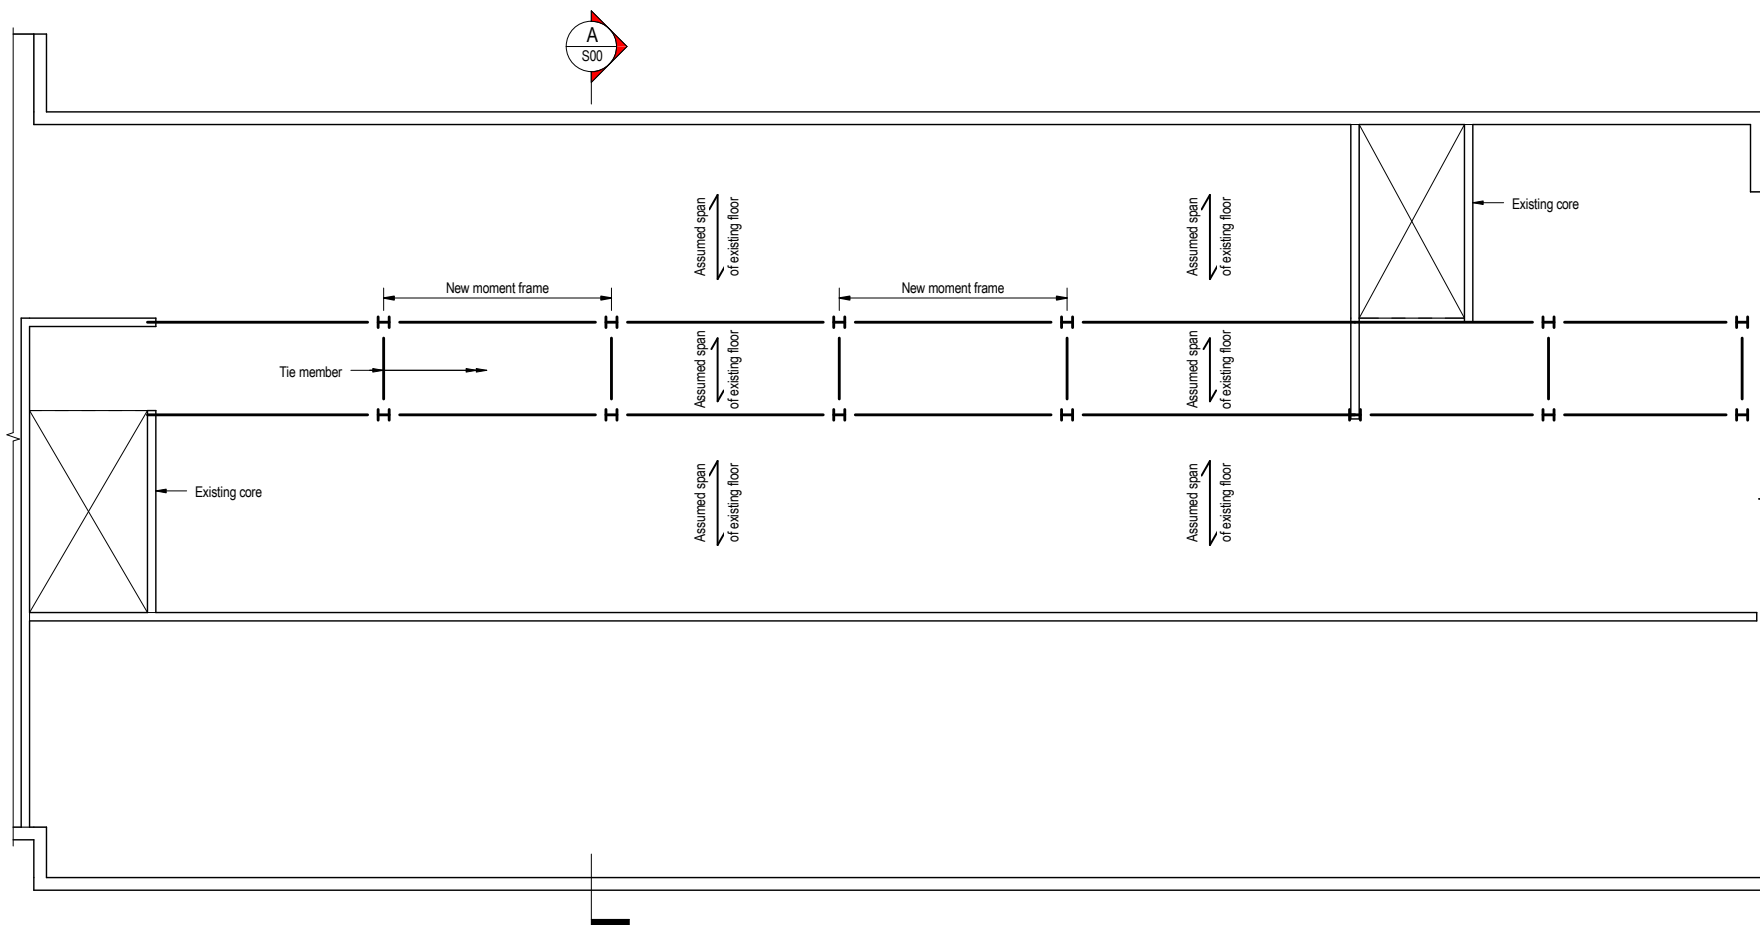 A
S00
Assumed span
of existing floor
Assumed span
of existing floor
Existing core
New moment frame
New moment frame
Tie member
Assumed span
of existing floor
Assumed span
of existing floor
Existing core
Assumed span
of existing floor
Assumed span
of existing floor